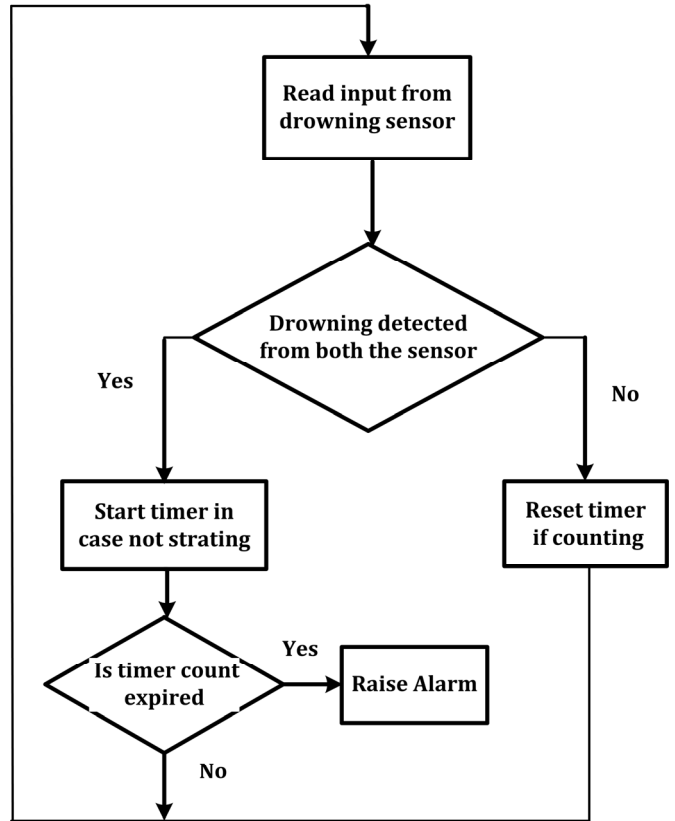 Read input from
drowning sensor
Drowning detected
from both the sensor
Yes
No
Start timer in
case not strating
Reset timer
if counting
Is timer count
expired
Yes
Raise Alarm
No